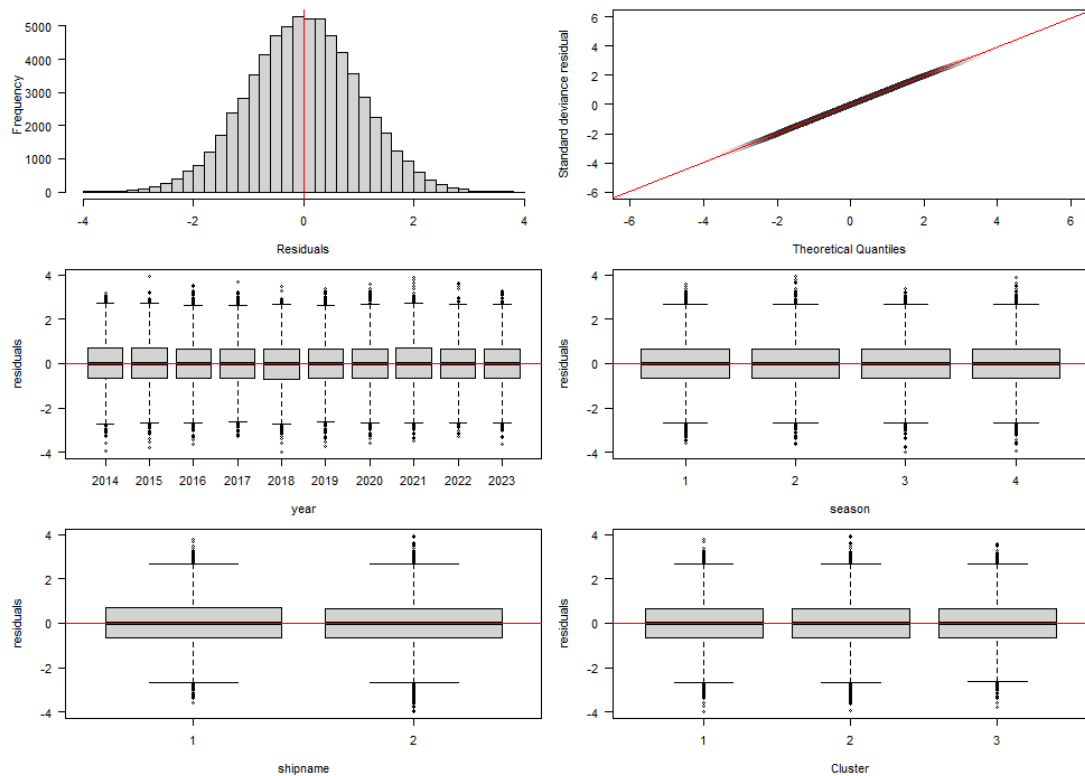 5000
4000
3000
2000
1000
0
Frequency
-4 -2 0 2 4
Residuals
6
4
2
0
-2
-4
-6
Standard deviance residual
-6 -4 -2 0 2 4 6
Theoretical Quantiles
4
2
0
-2
-4
residuals
2014 2015 2016 2017 2018 2019 2020 2021 2022 2023
year
4
2
0
-2
-4
residuals
1 2 3 4
season
4
2
0
-2
-4
residuals
1 2
shipname
4
2
0
-2
-4
residuals
1 2 3
Cluster